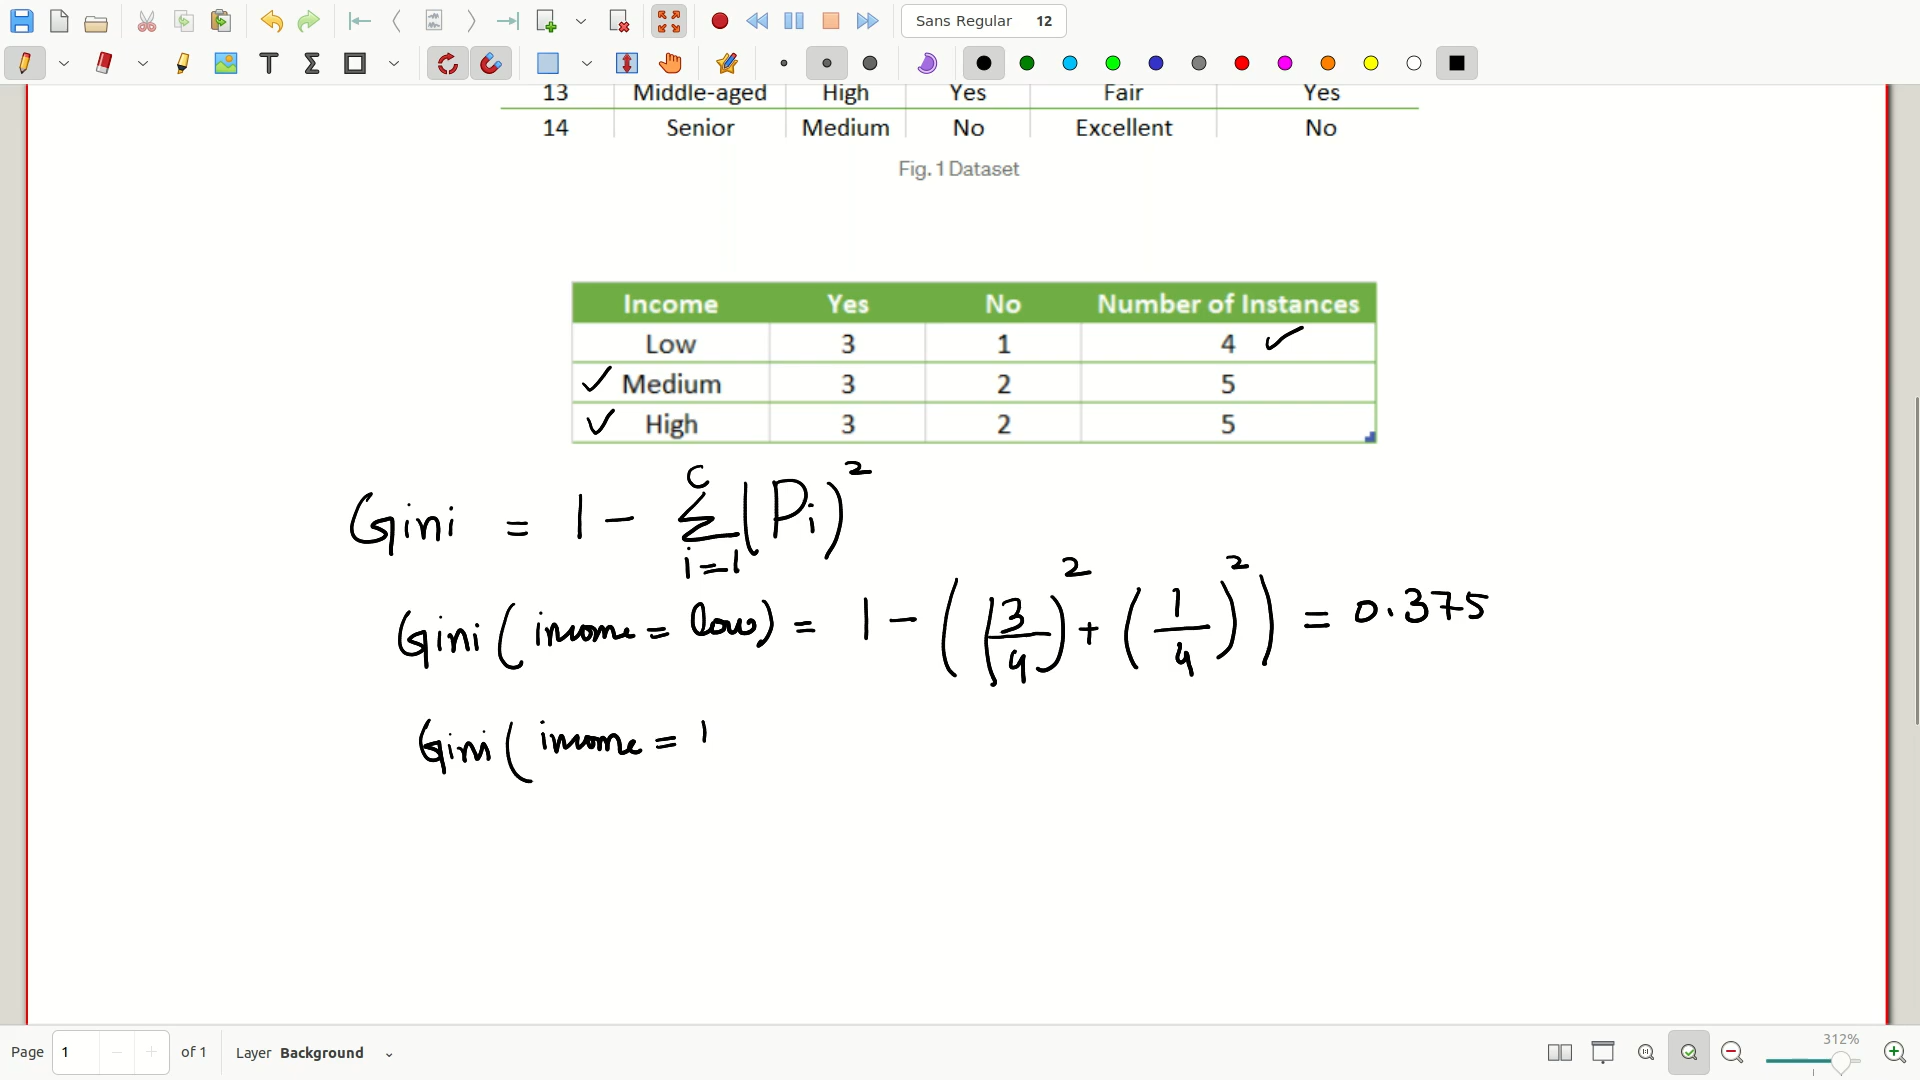 Sans Regular 12
13 Middle-aged High Yes Fair Yes
14 Senior Medium No Excellent No
Fig. 1 Dataset
Income Yes No Number of Instances
Low 3 1 4 ✓
✓ Medium 3 2 5
✓ High 3 2 5
Gini = 1 - Σ_{i=1}^{C} (Pi)²
Gini (income = low) = 1 - ((3/4)² + (1/4)²) = 0.375
Gini (income = 1
Page 1 of 1 Layer Background 312%